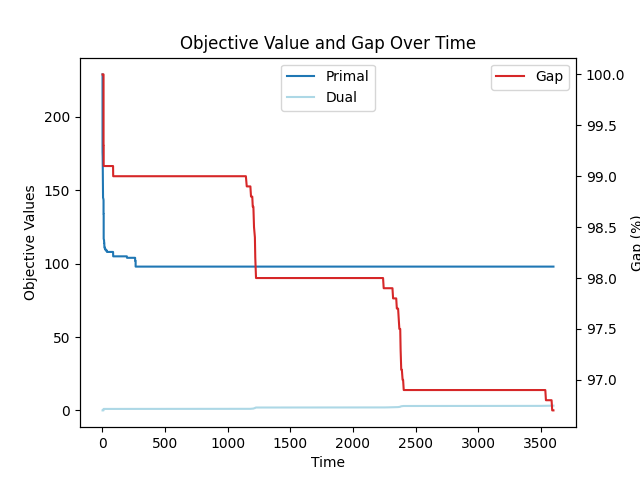 Objective Value and Gap Over Time
Primal
Dual
Gap
Objective Values
200
150
100
50
0
100.0
99.5
99.0
98.5
98.0
97.5
97.0
Gap (%)
0 500 1000 1500 2000 2500 3000 3500
Time